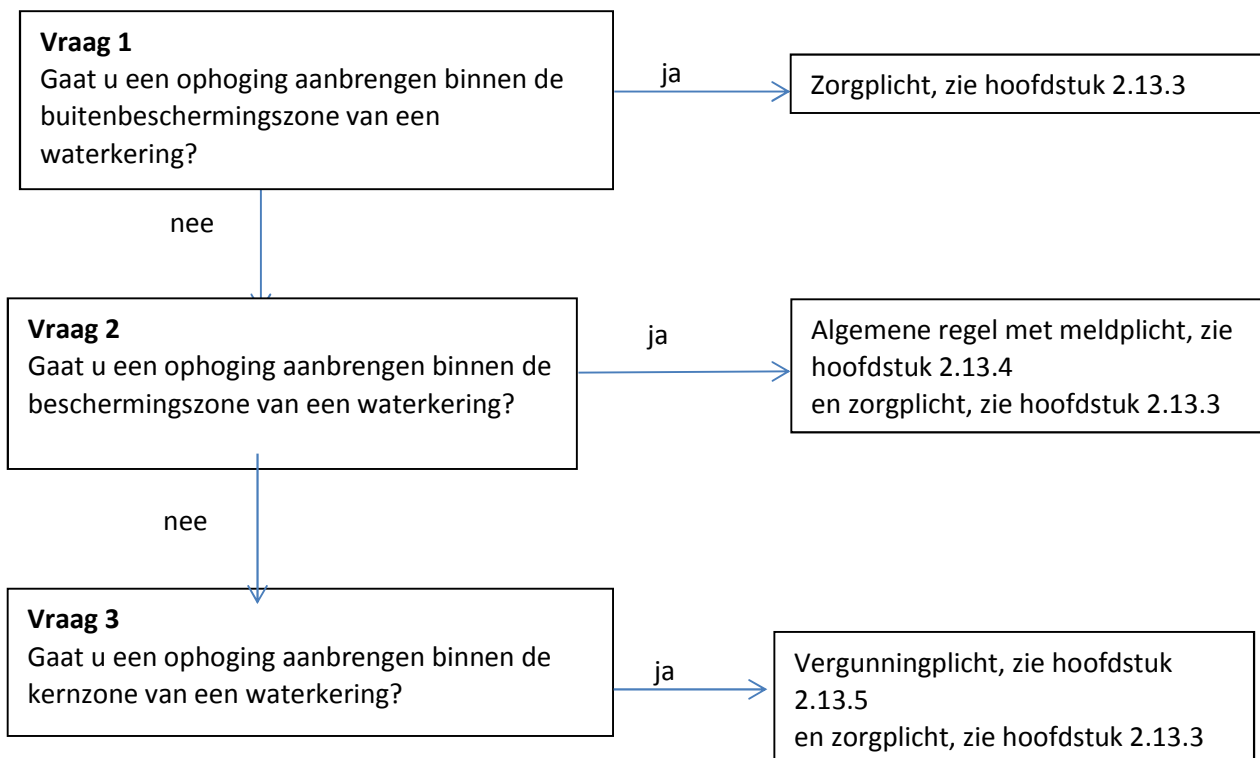 Vraag 1
Gaat u een ophoging aanbrengen binnen de
buitenbeschermingszone van een
waterkering?
ja
Zorgplicht, zie hoofdstuk 2.13.3
nee
Vraag 2
Gaat u een ophoging aanbrengen binnen de
beschermingszone van een waterkering?
ja
Algemene regel met meldplicht, zie
hoofdstuk 2.13.4
en zorgplicht, zie hoofdstuk 2.13.3
nee
Vraag 3
Gaat u een ophoging aanbrengen binnen de
kernzone van een waterkering?
ja
Vergunningplicht, zie hoofdstuk
2.13.5
en zorgplicht, zie hoofdstuk 2.13.3